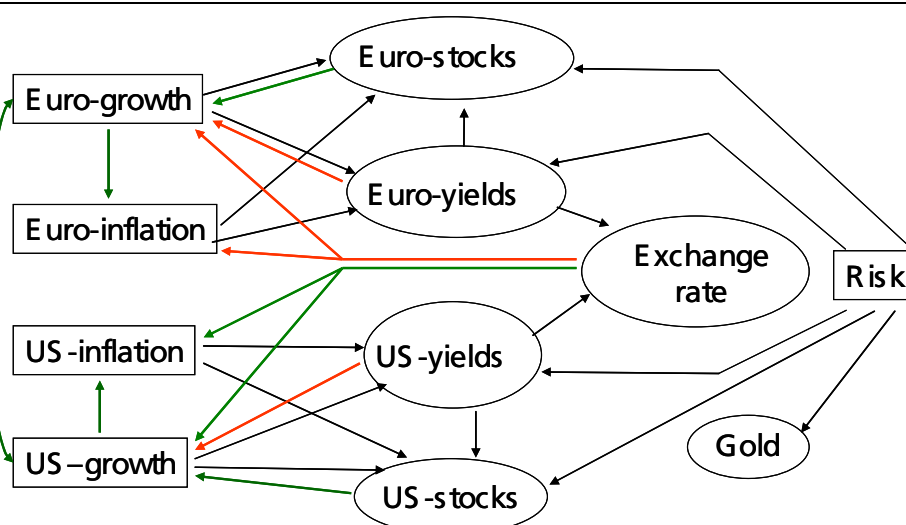 Euro-stocks
Euro-growth
Euro-yields
Euro-inflation
Exchange
rate
Risk
US-inflation
US-yields
Gold
US–growth
US-stocks